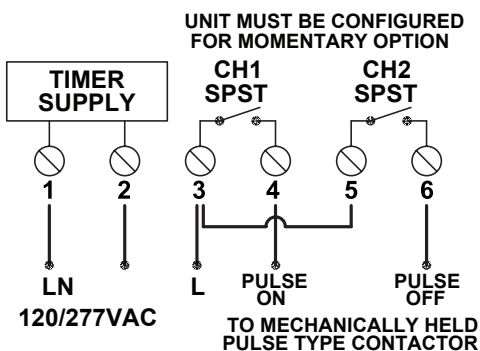 UNIT MUST BE CONFIGURED
FOR MOMENTARY OPTION
TIMER
SUPPLY
CH1
SPST
CH2
SPST
1 2 3 4 5 6
LN
L
PULSE
ON
PULSE
OFF
120/277VAC
TO MECHANICALLY HELD
PULSE TYPE CONTACTOR